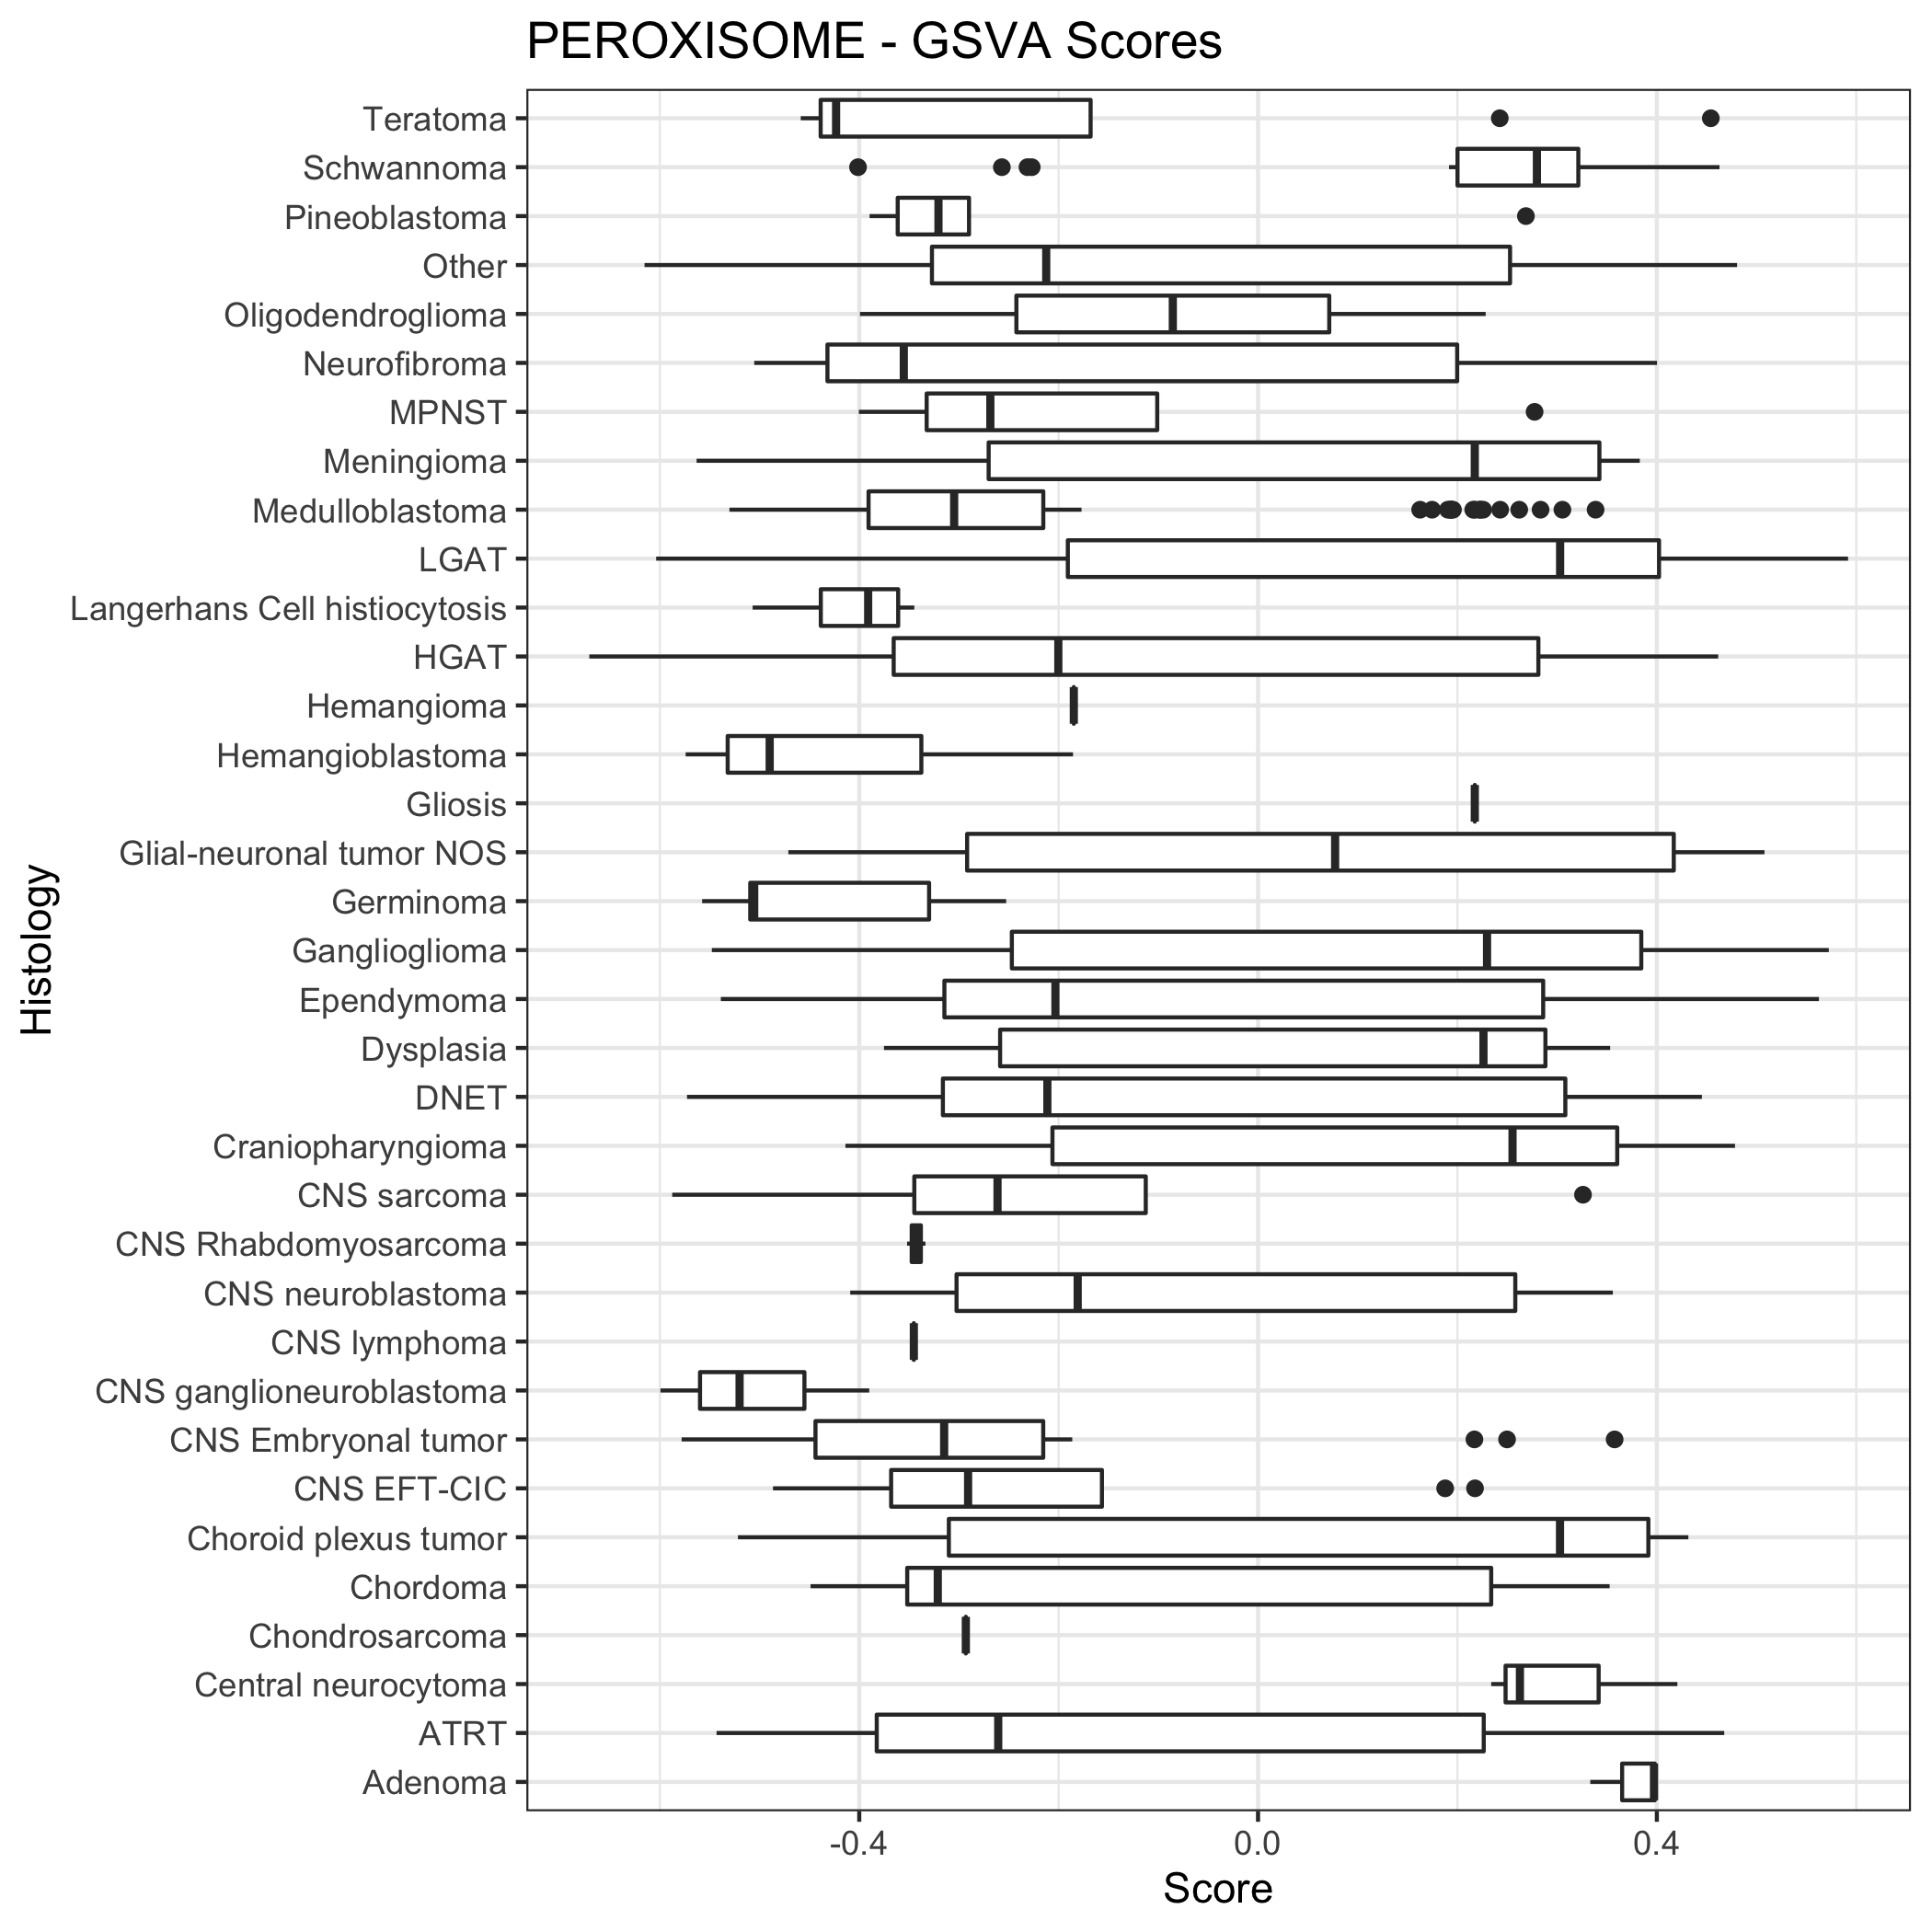 PEROXISOME - GSVA Scores
Teratoma
Schwannoma
Pineoblastoma
Other
Oligodendroglioma
Neurofibroma
MPNST
Meningioma
Medulloblastoma
LGAT
Langerhans Cell histiocytosis
HGAT
Hemangioma
Hemangioblastoma
Gliosis
Glial-neuronal tumor NOS
Germinoma
Ganglioglioma
Ependymoma
Dysplasia
DNET
Craniopharyngioma
CNS sarcoma
CNS Rhabdomyosarcoma
CNS neuroblastoma
CNS lymphoma
CNS ganglioneuroblastoma
CNS Embryonal tumor
CNS EFT-CIC
Choroid plexus tumor
Chordoma
Chondrosarcoma
Central neurocytoma
ATRT
Adenoma
Histology
-0.4 0.0 0.4
Score